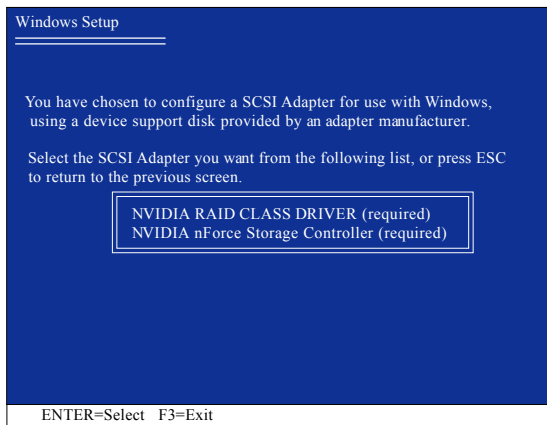 Windows Setup
You have chosen to configure a SCSI Adapter for use with Windows,
using a device support disk provided by an adapter manufacturer.
Select the SCSI Adapter you want from the following list, or press ESC
to return to the previous screen.
NVIDIA RAID CLASS DRIVER (required)
NVIDIA nForce Storage Controller (required)
ENTER=Select F3=Exit